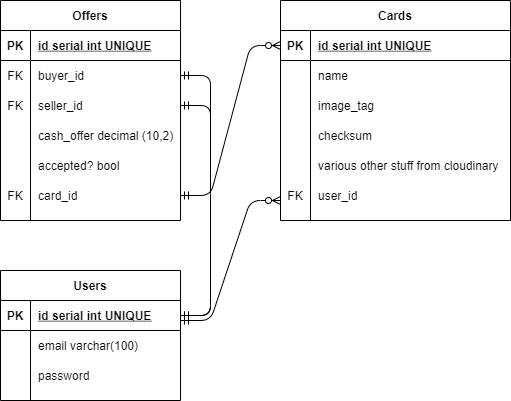 Offers
PK id serial int UNIQUE
FK buyer_id
FK seller_id
cash_offer decimal (10,2)
accepted? bool
FK card_id
Cards
PK id serial int UNIQUE
name
image_tag
checksum
various other stuff from cloudinary
FK user_id
Users
PK id serial int UNIQUE
email varchar(100)
password